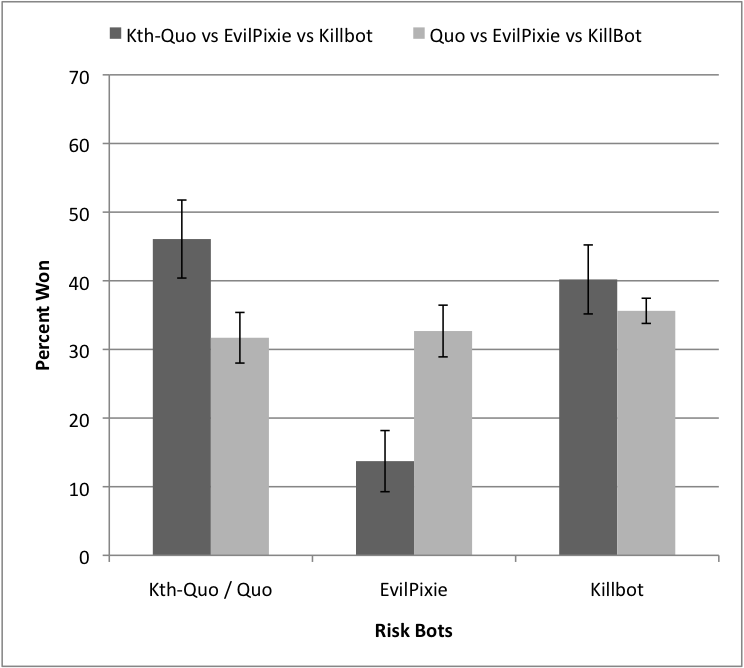 Kth-Quo vs EvilPixie vs Killbot
Quo vs EvilPixie vs KillBot
70
60
50
40
30
20
10
0
Percent Won
Kth-Quo / Quo
EvilPixie
Killbot
Risk Bots